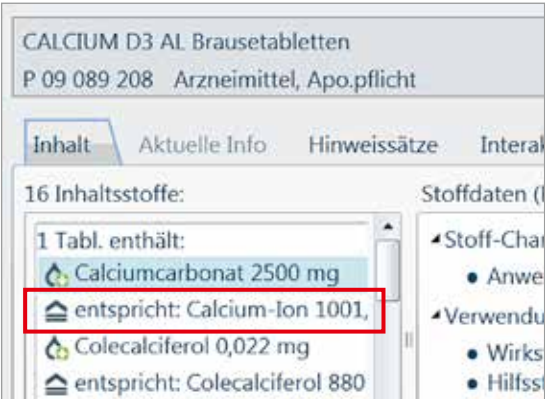 CALCIUM D3 AL Brausetabletten
P 09 089 208 Arzneimittel, Apo.pflicht
Inhalt Aktuelle Info Hinweissätze Interak
16 Inhaltsstoffe: Stoffdaten (
1 Tabl. enthält:
Calciumcarbonat 2500 mg
entspricht: Calcium-Ion 1001,
Colecalciferol 0,022 mg
entspricht: Colecalciferol 880
Stoff-Char
• Anwe
Verwendu
• Wirks
• Hilfsst